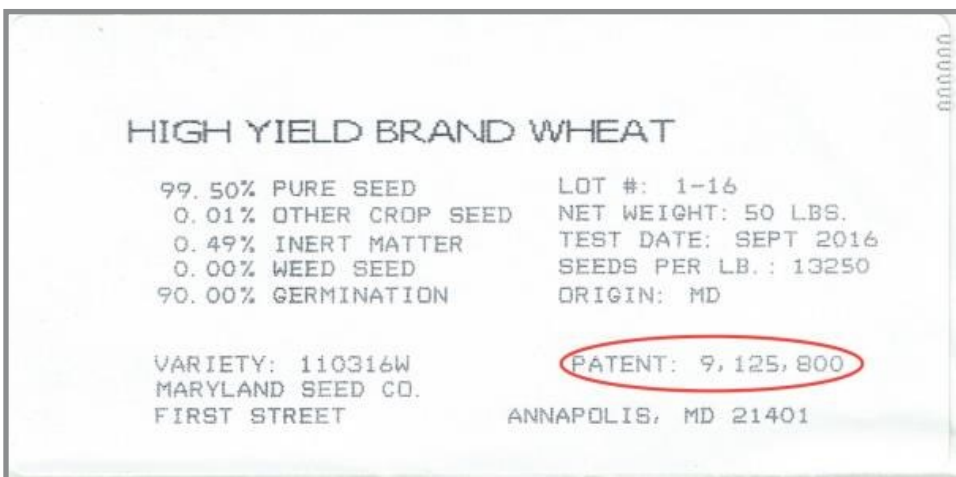 HIGH YIELD BRAND WHEAT
99.50% PURE SEED
0.01% OTHER CROP SEED
0.49% INERT MATTER
0.00% WEED SEED
90.00% GERMINATION
LOT #: 1-16
NET WEIGHT: 50 LBS.
TEST DATE: SEPT 2016
SEEDS PER LB.: 13250
ORIGIN: MD
VARIETY: 110316W
MARYLAND SEED CO.
FIRST STREET
PATENT: 9,125,800
ANNAPOLIS, MD 21401
000000